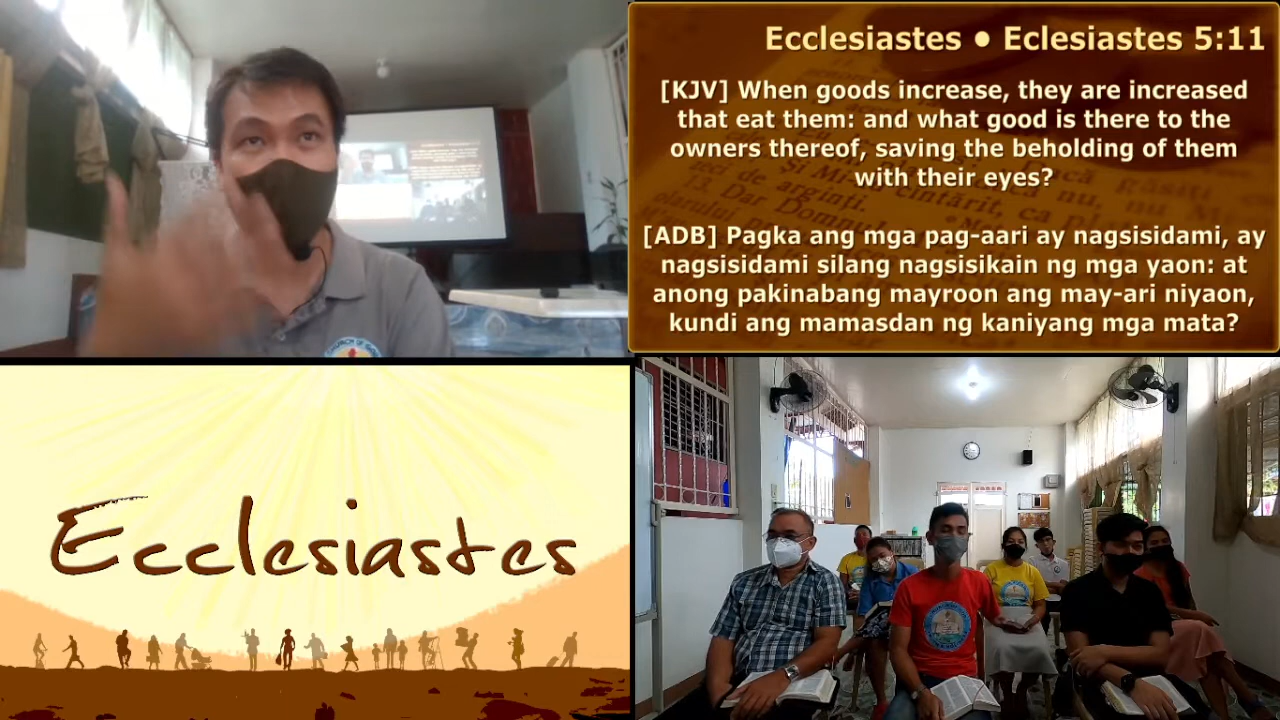 Ecclesiastes • Eclesiastes 5:11
[KJV] When goods increase, they are increased
that eat them: and what good is there to the
owners thereof, saving the beholding of them
with their eyes?
[ADB] Pagka ang mga pag-aari ay nagsisidami, ay
nagsisidami silang nagsisikain ng mga yaon: at
anong pakinabang mayroon ang may-ari niyaon,
kundi ang mamasdan ng kaniyang mga mata?
Ecclesiastes